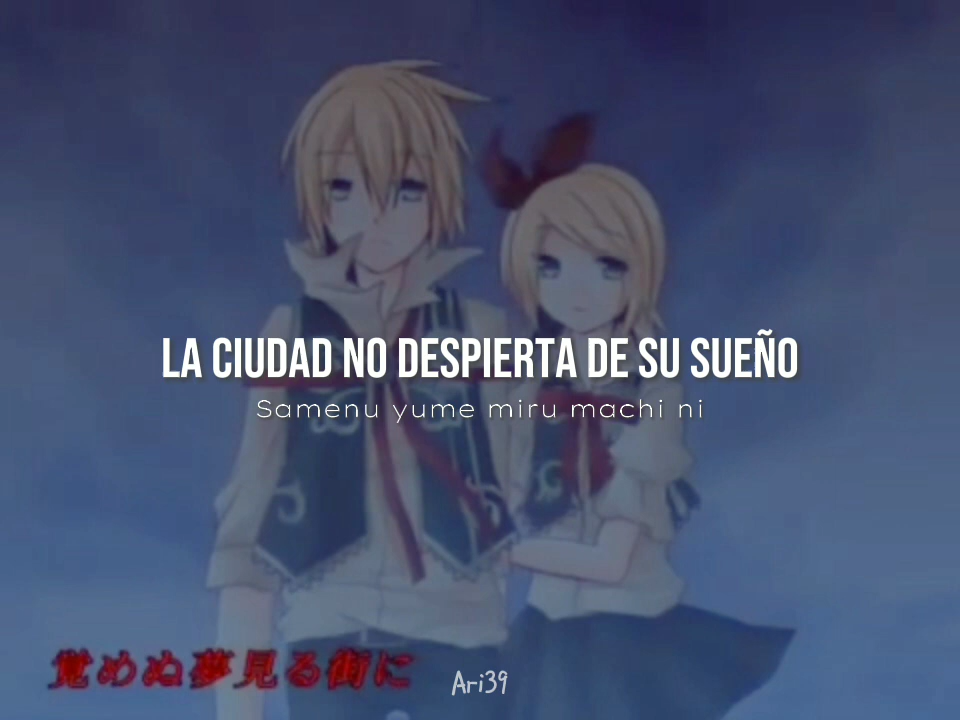 LA CIUDAD NO DESPIERTA DE SU SUEÑO
Samenu yume miru machi ni
覚めぬ夢見る街に
Ari39